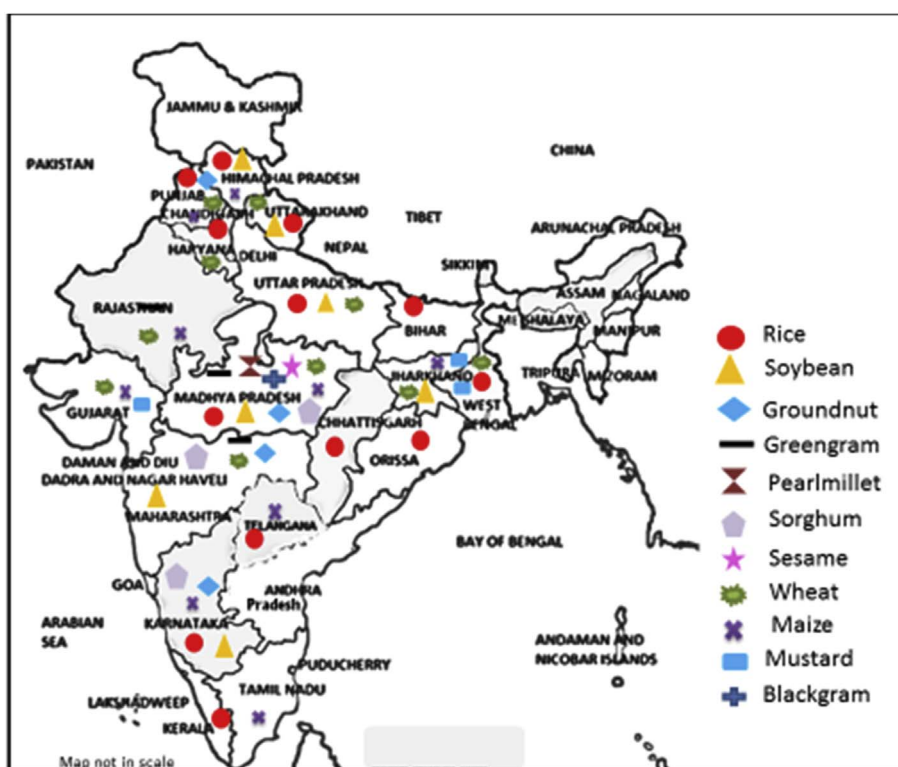 JAMMU & KASHMIR
PAKISTAN
CHINA
HIMACHAL PRADESH
PUNJAB
CHANDIGARH
UTTARAKHAND
TIBET
ARUNACHAL PRADESH
HARYANA
DELHI
NEPAL
SIKKIM
UTTAR PRADESH
ASSAM
NAGALAND
RAJASTHAN
BIHAR
MEGHALAYA
MANIPUR
Rice
JHARKHAND
TRIPURA
MIZORAM
Soybean
MADHYA PRADESH
GUJARAT
WEST
BENGAL
Groundnut
CHHATTISGARH
Greengram
DAMAN AND DIU
ORISSA
DADRA AND NAGAR HAVELI
Pearlmillet
MAHARASHTRA
TELANGANA
Sorghum
BAY OF BENGAL
Sesame
GOA
ANDHRA
Pradesh
Wheat
ARABIAN
SEA
KARNATAKA
Maize
ANDAMAN AND
NICOBAR ISLANDS
PUDUCHERRY
Mustard
TAMIL NADU
LAKSHADWEEP
Blackgram
KERALA
Map not in scale